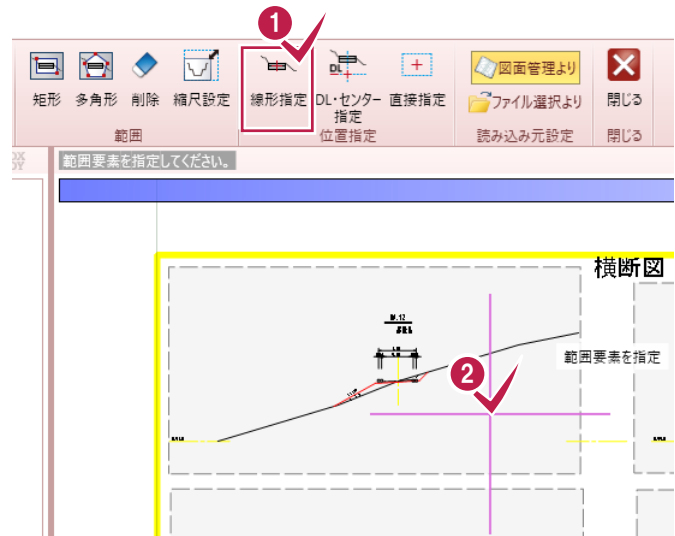 1
矩形 多角形 削除 縮尺設定 線形指定 DL・センター指定 直接指定 図面管理より ファイル選択より 閉じる
DL
範囲 位置指定 読み込み元設定 閉じる
範囲要素を指定してください。
横断図
範囲要素を指定
2